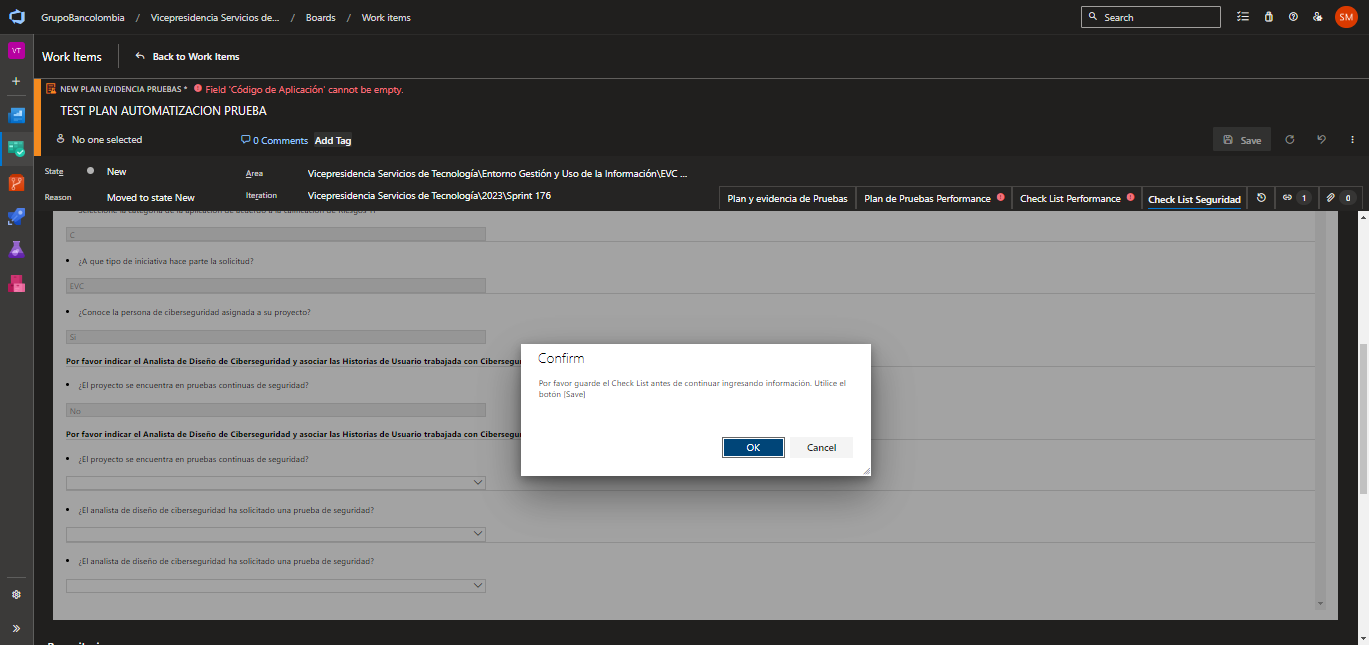 GrupoBancolombia / Vicepresidencia Servicios de... / Boards / Work items
Search
SM
VT
Work Items
Back to Work Items
NEW PLAN EVIDENCIA PRUEBAS * Field 'Código de Aplicación' cannot be empty.
TEST PLAN AUTOMATIZACION PRUEBA
No one selected
0 Comments
Add Tag
Save
State
New
Area
Vicepresidencia Servicios de Tecnología\Entorno Gestión y Uso de la Información\EVC ...
Reason
Moved to state New
Iteration
Vicepresidencia Servicios de Tecnología\2023\Sprint 176
Plan y evidencia de Pruebas
Plan de Pruebas Performance
Check List Performance
Check List Seguridad
1
0
C
¿A que tipo de iniciativa hace parte la solicitud?
EVC
¿Conoce la persona de ciberseguridad asignada a su proyecto?
Si
Por favor indicar el Analista de Diseño de Ciberseguridad y asociar las Historias de Usuario trabajada con
¿El proyecto se encuentra en pruebas continuas de seguridad?
No
Por favor indicar el Analista de Diseño de Ciberseguridad y asociar las Historias de Usuario trabajada con
¿El proyecto se encuentra en pruebas continuas de seguridad?
¿El analista de diseño de ciberseguridad ha solicitado una prueba de seguridad?
¿El analista de diseño de ciberseguridad ha solicitado una prueba de seguridad?
Confirm
Por favor guarde el Check List antes de continuar ingresando información. Utilice el
botón [Save]
OK
Cancel